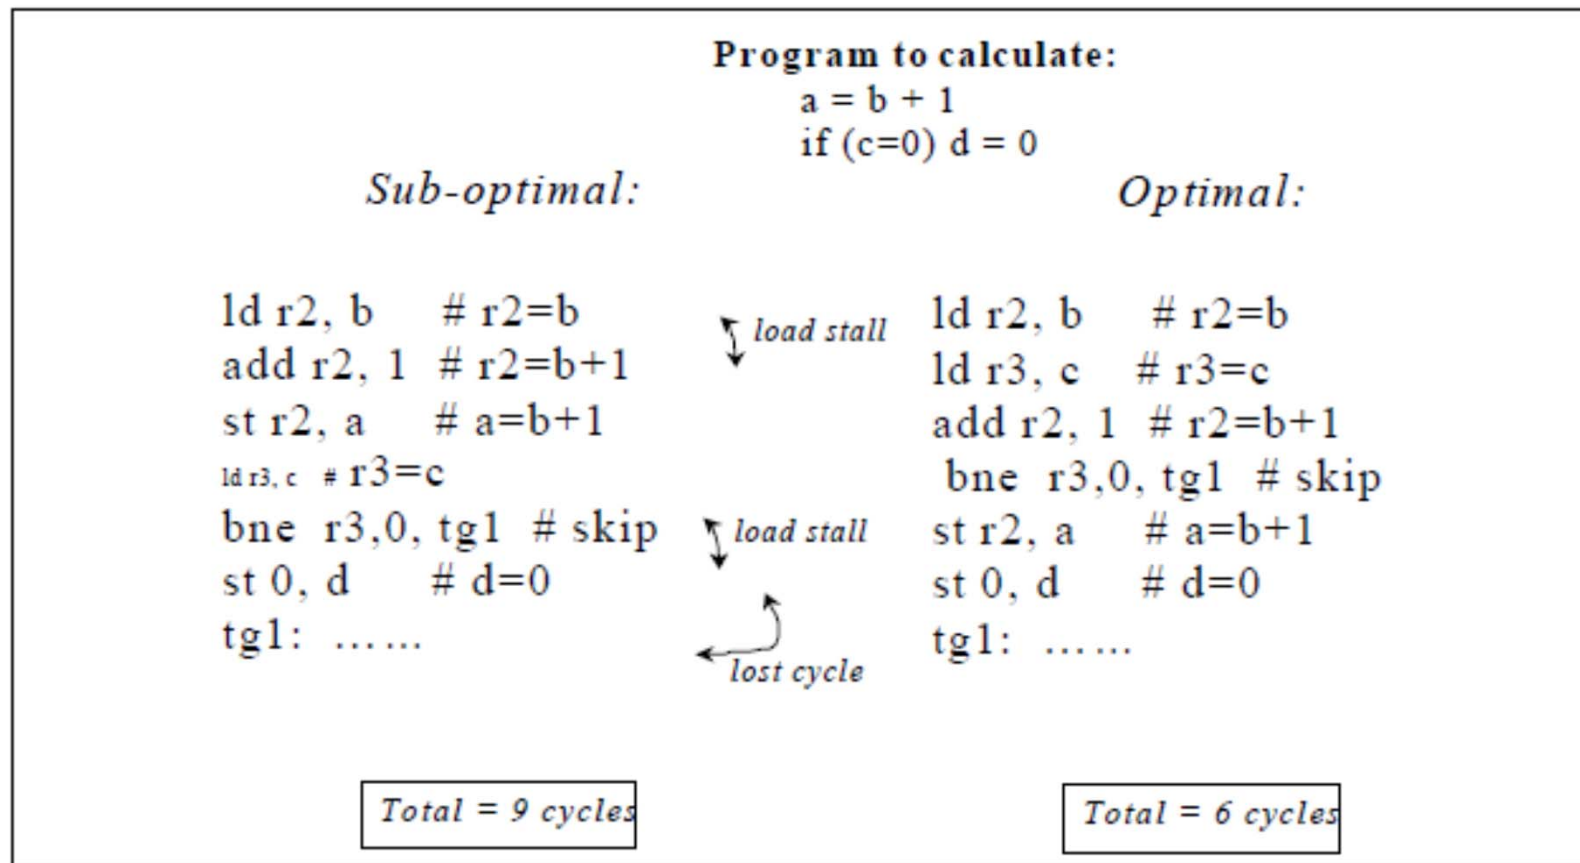 Program to calculate:
a = b + 1
if (c=0) d = 0
Sub-optimal:
ld r2, b # r2=b
add r2, 1 # r2=b+1
st r2, a # a=b+1
ld r3, c # r3=c
bne r3,0, tg1 # skip
st 0, d # d=0
tg1: ......
load stall
load stall
lost cycle
Total = 9 cycles
Optimal:
ld r2, b # r2=b
ld r3, c # r3=c
add r2, 1 # r2=b+1
bne r3,0, tg1 # skip
st r2, a # a=b+1
st 0, d # d=0
tg1: ......
Total = 6 cycles